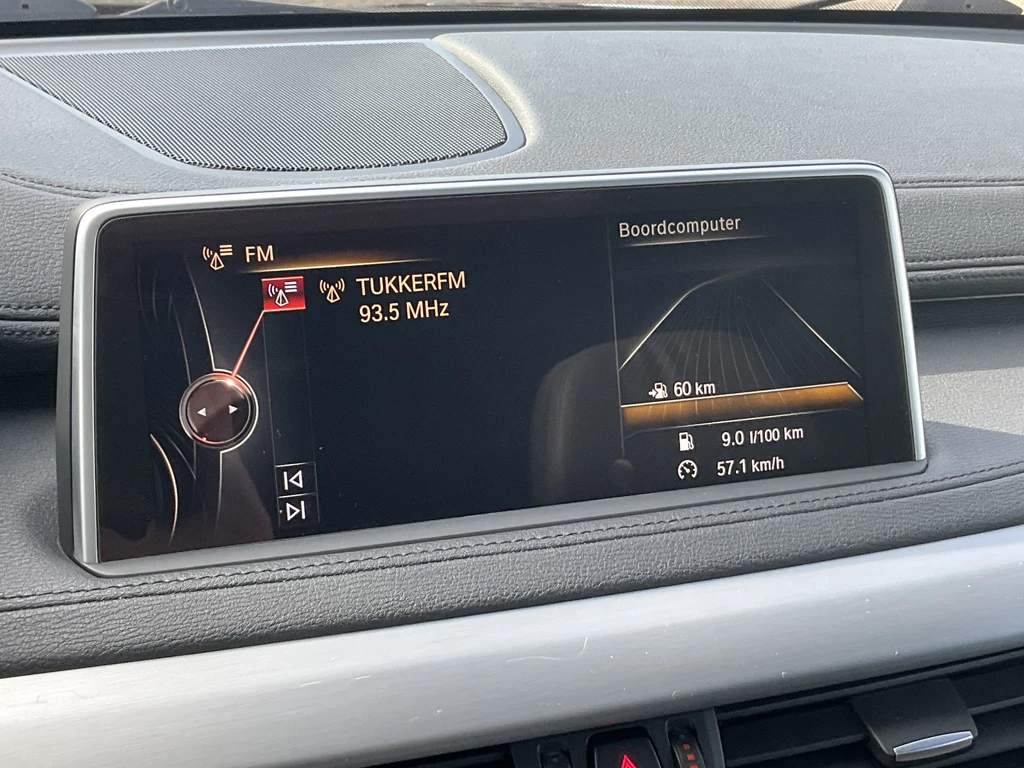 FM
TUKKERFM
93.5 MHz
Boordcomputer
60 km
9.0 l/100 km
57.1 km/h